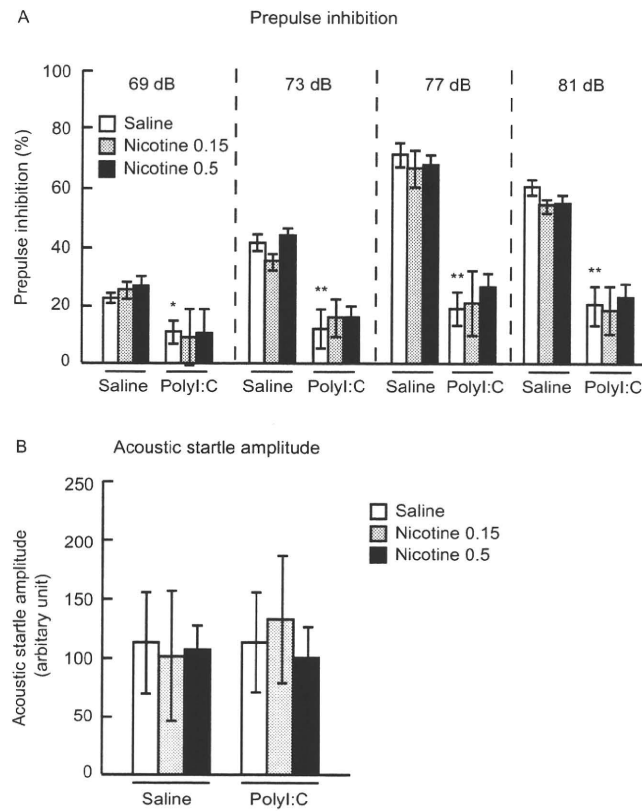 A Prepulse inhibition
100
80
60
40
20
0
Prepulse inhibition (%)
69 dB 73 dB 77 dB 81 dB
Saline
Nicotine 0.15
Nicotine 0.5
* ** ** **
Saline PolyI:C Saline PolyI:C Saline PolyI:C Saline PolyI:C
B Acoustic startle amplitude
250
200
150
100
50
0
Acoustic startle amplitude
(arbitary unit)
Saline
Nicotine 0.15
Nicotine 0.5
Saline PolyI:C